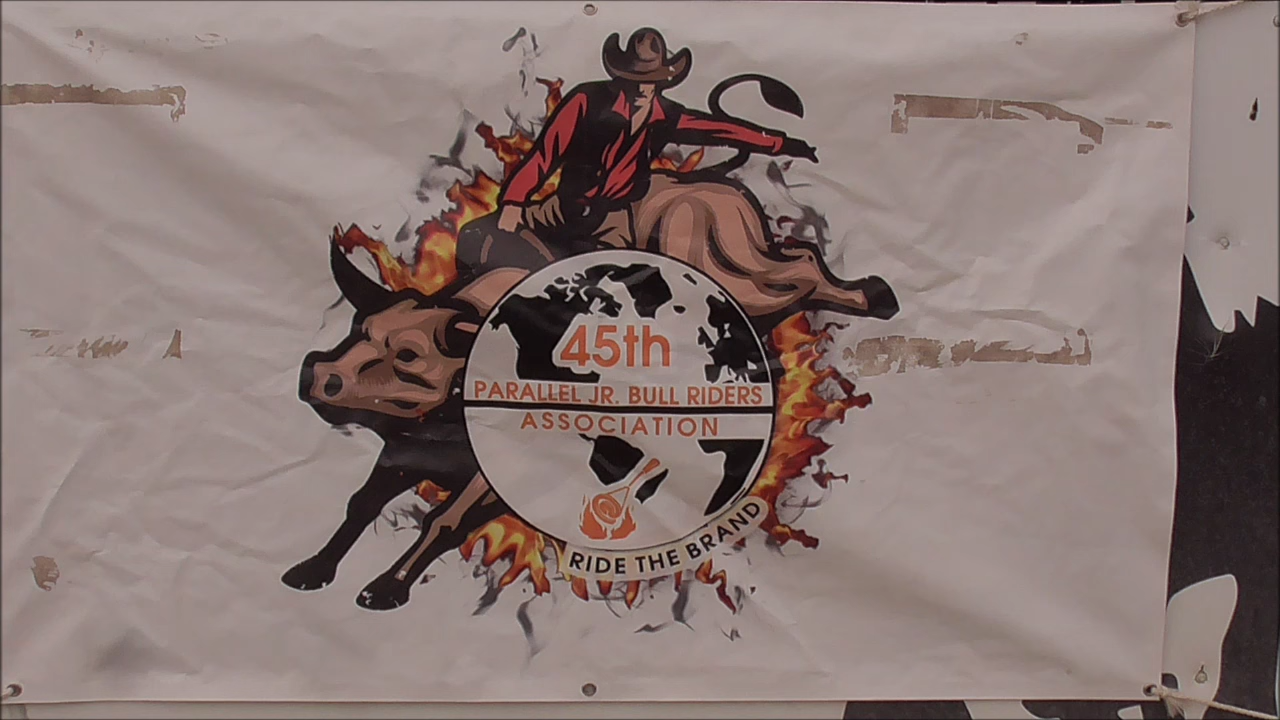 45th
PARALLEL JR. BULL RIDERS
ASSOCIATION
RIDE THE BRAND